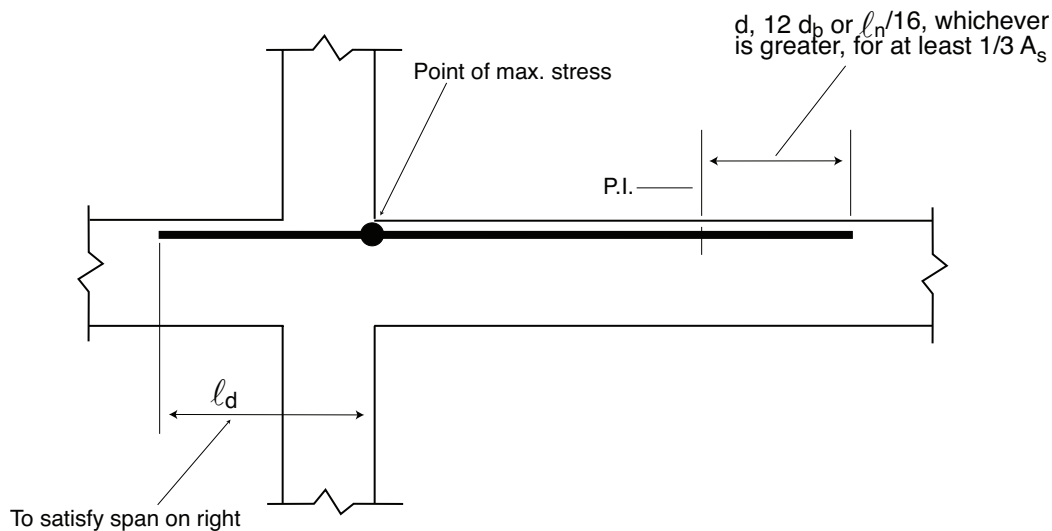 d, 12 d_b or ℓ_n/16, whichever
is greater, for at least 1/3 A_s
Point of max. stress
P.I.
ℓ_d
To satisfy span on right